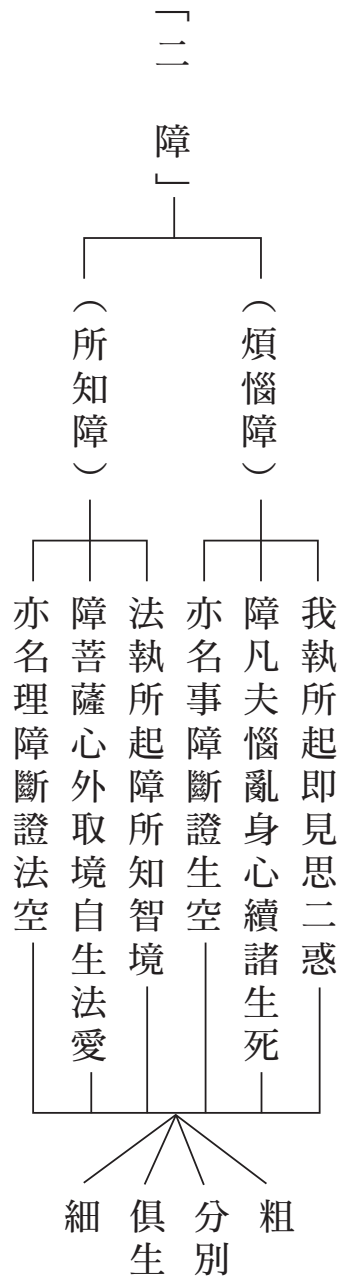 「二障」
（煩惱障）
我執所起即見思二惑
障凡夫惱亂身心續諸生死
亦名事障斷證生空
（所知障）
法執所起障所知智境
障菩薩心外取境自生法愛
亦名理障斷證法空
粗
分別
俱生
細